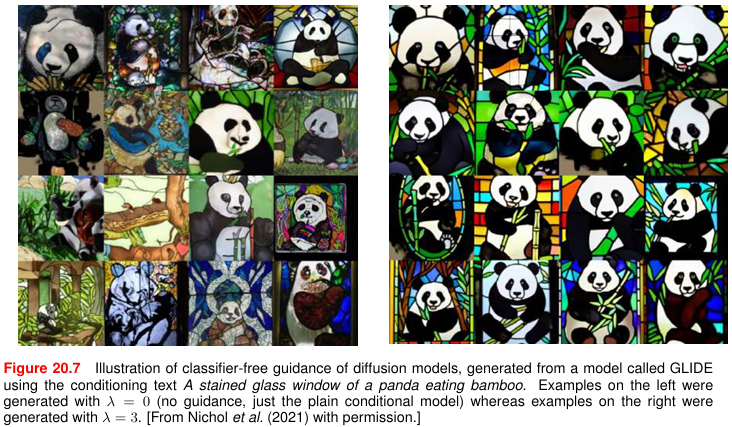 Figure 20.7 Illustration of classifier-free guidance of diffusion models, generated from a model called GLIDE
using the conditioning text A stained glass window of a panda eating bamboo. Examples on the left were
generated with λ = 0 (no guidance, just the plain conditional model) whereas examples on the right were
generated with λ = 3. [From Nichol et al. (2021) with permission.]